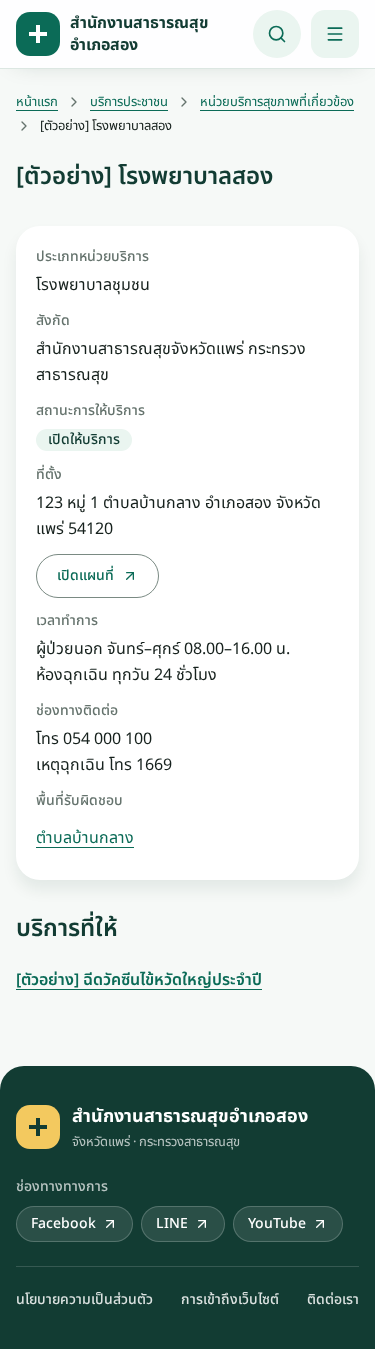 สำนักงานสาธารณสุข
อำเภอสอง
หน้าแรก > บริการประชาชน > หน่วยบริการสุขภาพที่เกี่ยวข้อง
> [ตัวอย่าง] โรงพยาบาลสอง
[ตัวอย่าง] โรงพยาบาลสอง
ประเภทหน่วยบริการ
โรงพยาบาลชุมชน
สังกัด
สำนักงานสาธารณสุขจังหวัดแพร่ กระทรวง
สาธารณสุข
สถานะการให้บริการ
เปิดให้บริการ
ที่ตั้ง
123 หมู่ 1 ตำบลบ้านกลาง อำเภอสอง จังหวัด
แพร่ 54120
เปิดแผนที่
เวลาทำการ
ผู้ป่วยนอก จันทร์–ศุกร์ 08.00–16.00 น.
ห้องฉุกเฉิน ทุกวัน 24 ชั่วโมง
ช่องทางติดต่อ
โทร 054 000 100
เหตุฉุกเฉิน โทร 1669
พื้นที่รับผิดชอบ
ตำบลบ้านกลาง
บริการที่ให้
[ตัวอย่าง] ฉีดวัคซีนไข้หวัดใหญ่ประจำปี
สำนักงานสาธารณสุขอำเภอสอง
จังหวัดแพร่ · กระทรวงสาธารณสุข
ช่องทางทางการ
Facebook LINE YouTube
นโยบายความเป็นส่วนตัว การเข้าถึงเว็บไซต์ ติดต่อเรา